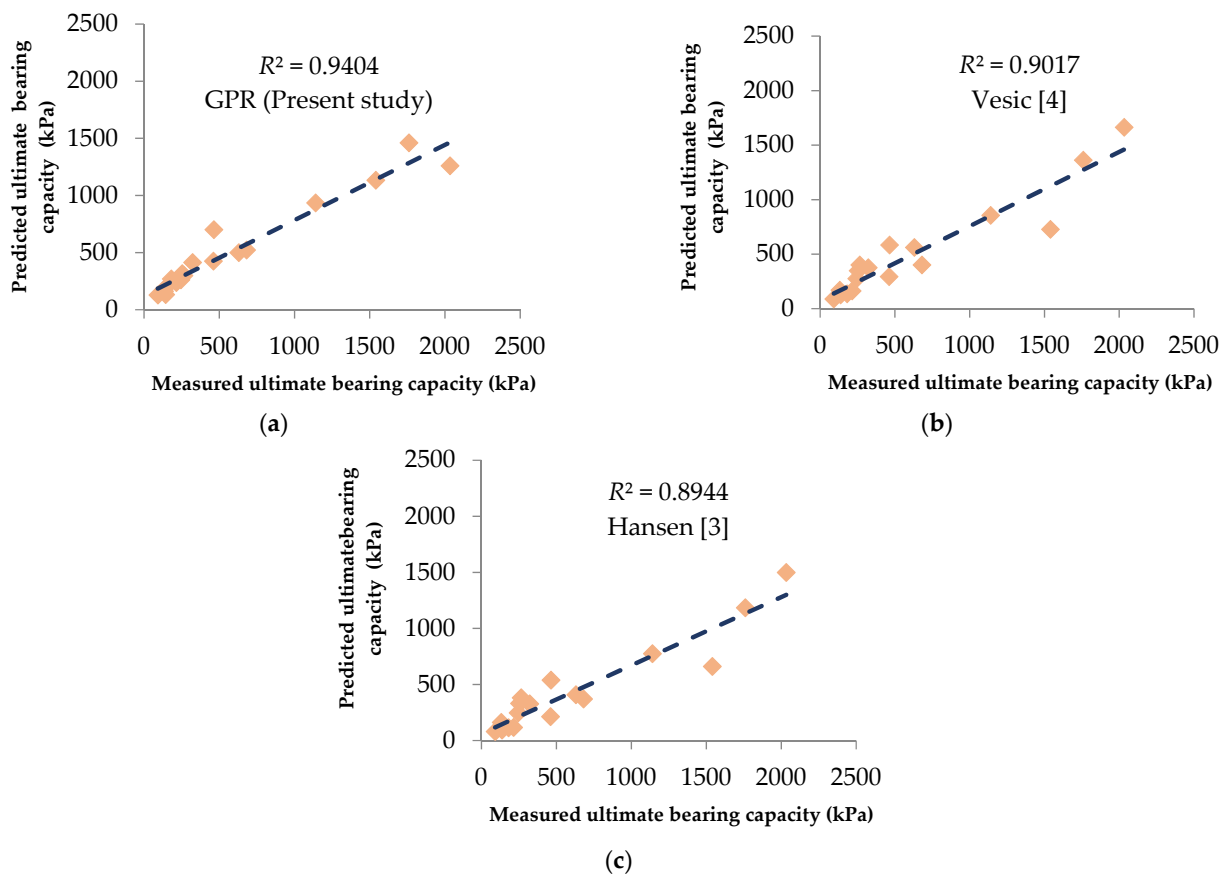 Predicted ultimate bearing
capacity (kPa)
2500
2000
1500
1000
500
0
R² = 0.9404
GPR (Present study)
0 500 1000 1500 2000 2500
Measured ultimate bearing capacity (kPa)
(a)
Predicted ultimate bearing
capacity (kPa)
2500
2000
1500
1000
500
0
R² = 0.9017
Vesic [4]
0 500 1000 1500 2000 2500
Measured ultimate bearing capacity (kPa)
(b)
Predicted ultimatebearing
capacity (kPa)
2500
2000
1500
1000
500
0
R² = 0.8944
Hansen [3]
0 500 1000 1500 2000 2500
Measured ultimate bearing capacity (kPa)
(c)